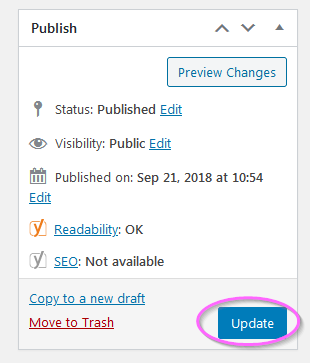 Publish
Preview Changes
Status: Published Edit
Visibility: Public Edit
Published on: Sep 21, 2018 at 10:54
Edit
Readability: OK
SEO: Not available
Copy to a new draft
Move to Trash
Update